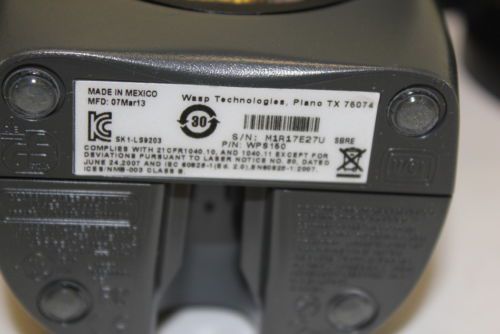 MADE IN MEXICO
MFD: 07Mar13
Wasp Technologies, Plano TX 75074
30
SK1-LS9203
S/N: M1R17E27U SBRE
P/N: WPS150
COMPLIES WITH 21CFR1040.10, AND 1040.11 EXCEPT FOR
DEVIATIONS PURSUANT TO LASER NOTICE NO. 50, DATED
JUNE 24,2007 AND IEC 60825-1(Ed. 2.0),EN60825-1:2007.
ICES/NMB-003 CLASS B